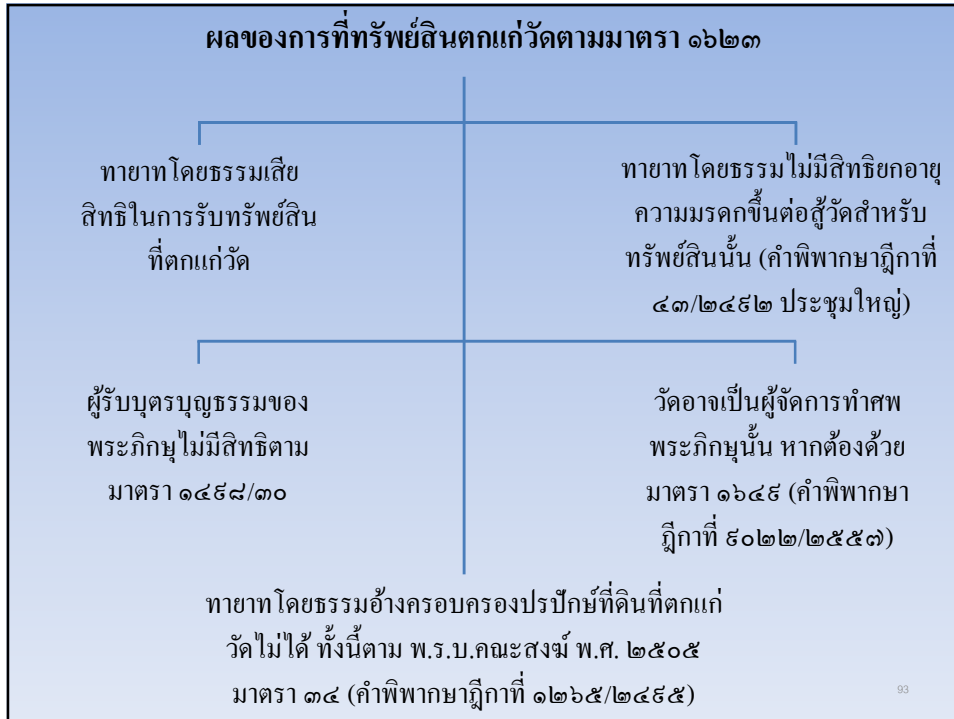 ผลของการที่ทรัพย์สินตกแก่วัดตามมาตรา ๑๖๒๓
ทายาทโดยธรรมเสีย
สิทธิในการรับทรัพย์สิน
ที่ตกแก่วัด
ทายาทโดยธรรมไม่มีสิทธิยกอายุ
ความมรดกขึ้นต่อสู้วัดสำหรับ
ทรัพย์สินนั้น (คำพิพากษาฎีกาที่
๔๓/๒๔๙๒ ประชุมใหญ่)
ผู้รับบุตรบุญธรรมของ
พระภิกษุไม่มีสิทธิตาม
มาตรา ๑๔๙๘/๓๐
วัดอาจเป็นผู้จัดการทำศพ
พระภิกษุนั้น หากต้องด้วย
มาตรา ๑๖๔๙ (คำพิพากษา
ฎีกาที่ ๙๐๒๒/๒๕๕๗)
ทายาทโดยธรรมอ้างครอบครองปรปักษ์ที่ดินที่ตกแก่
วัดไม่ได้ ทั้งนี้ตาม พ.ร.บ.คณะสงฆ์ พ.ศ. ๒๕๐๕
มาตรา ๓๔ (คำพิพากษาฎีกาที่ ๑๒๖๕/๒๔๙๕)
93